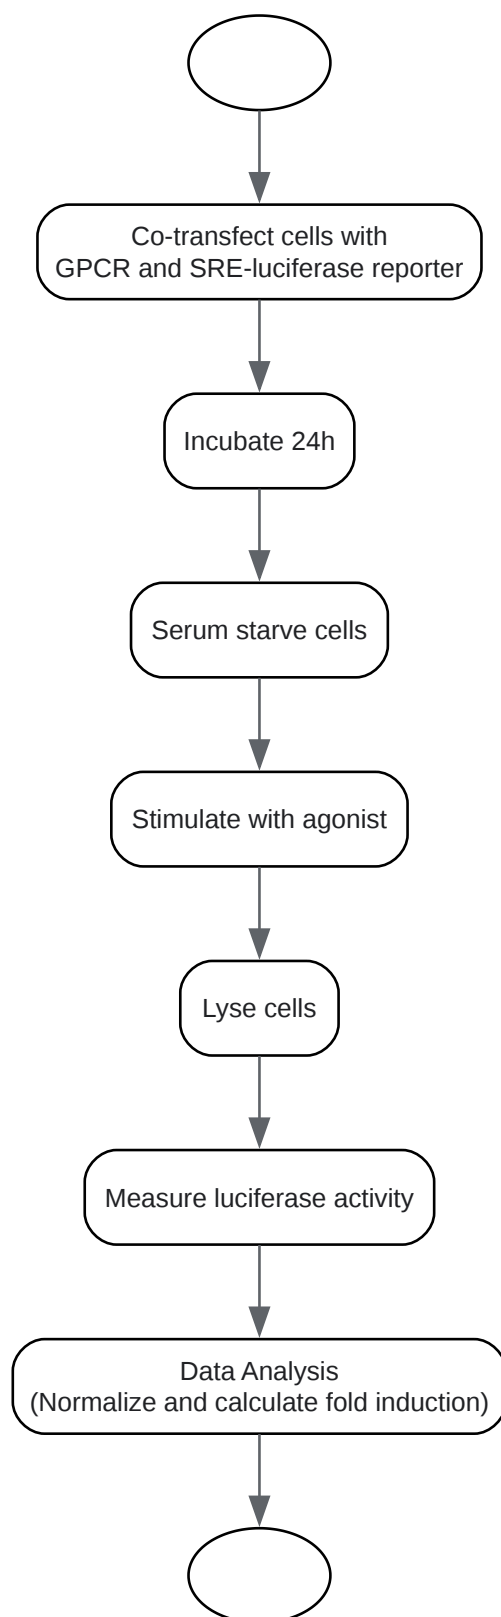 Co-transfect cells with
GPCR and SRE-luciferase reporter
Incubate 24h
Serum starve cells
Stimulate with agonist
Lyse cells
Measure luciferase activity
Data Analysis
(Normalize and calculate fold induction)